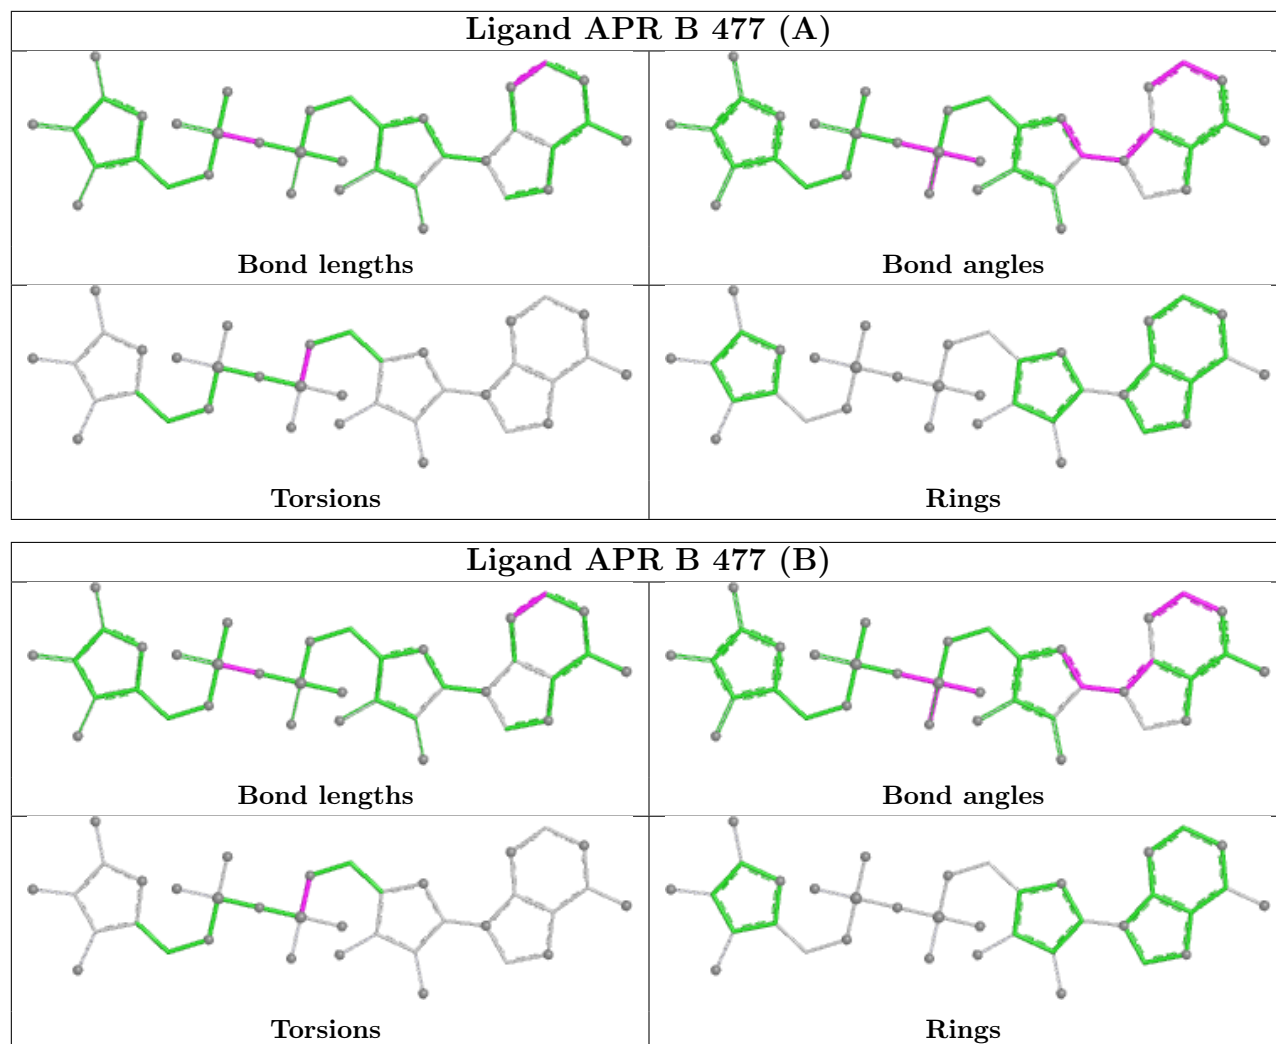 Ligand APR B 477 (A)
Bond lengths
Bond angles
Torsions
Rings
Ligand APR B 477 (B)
Bond lengths
Bond angles
Torsions
Rings